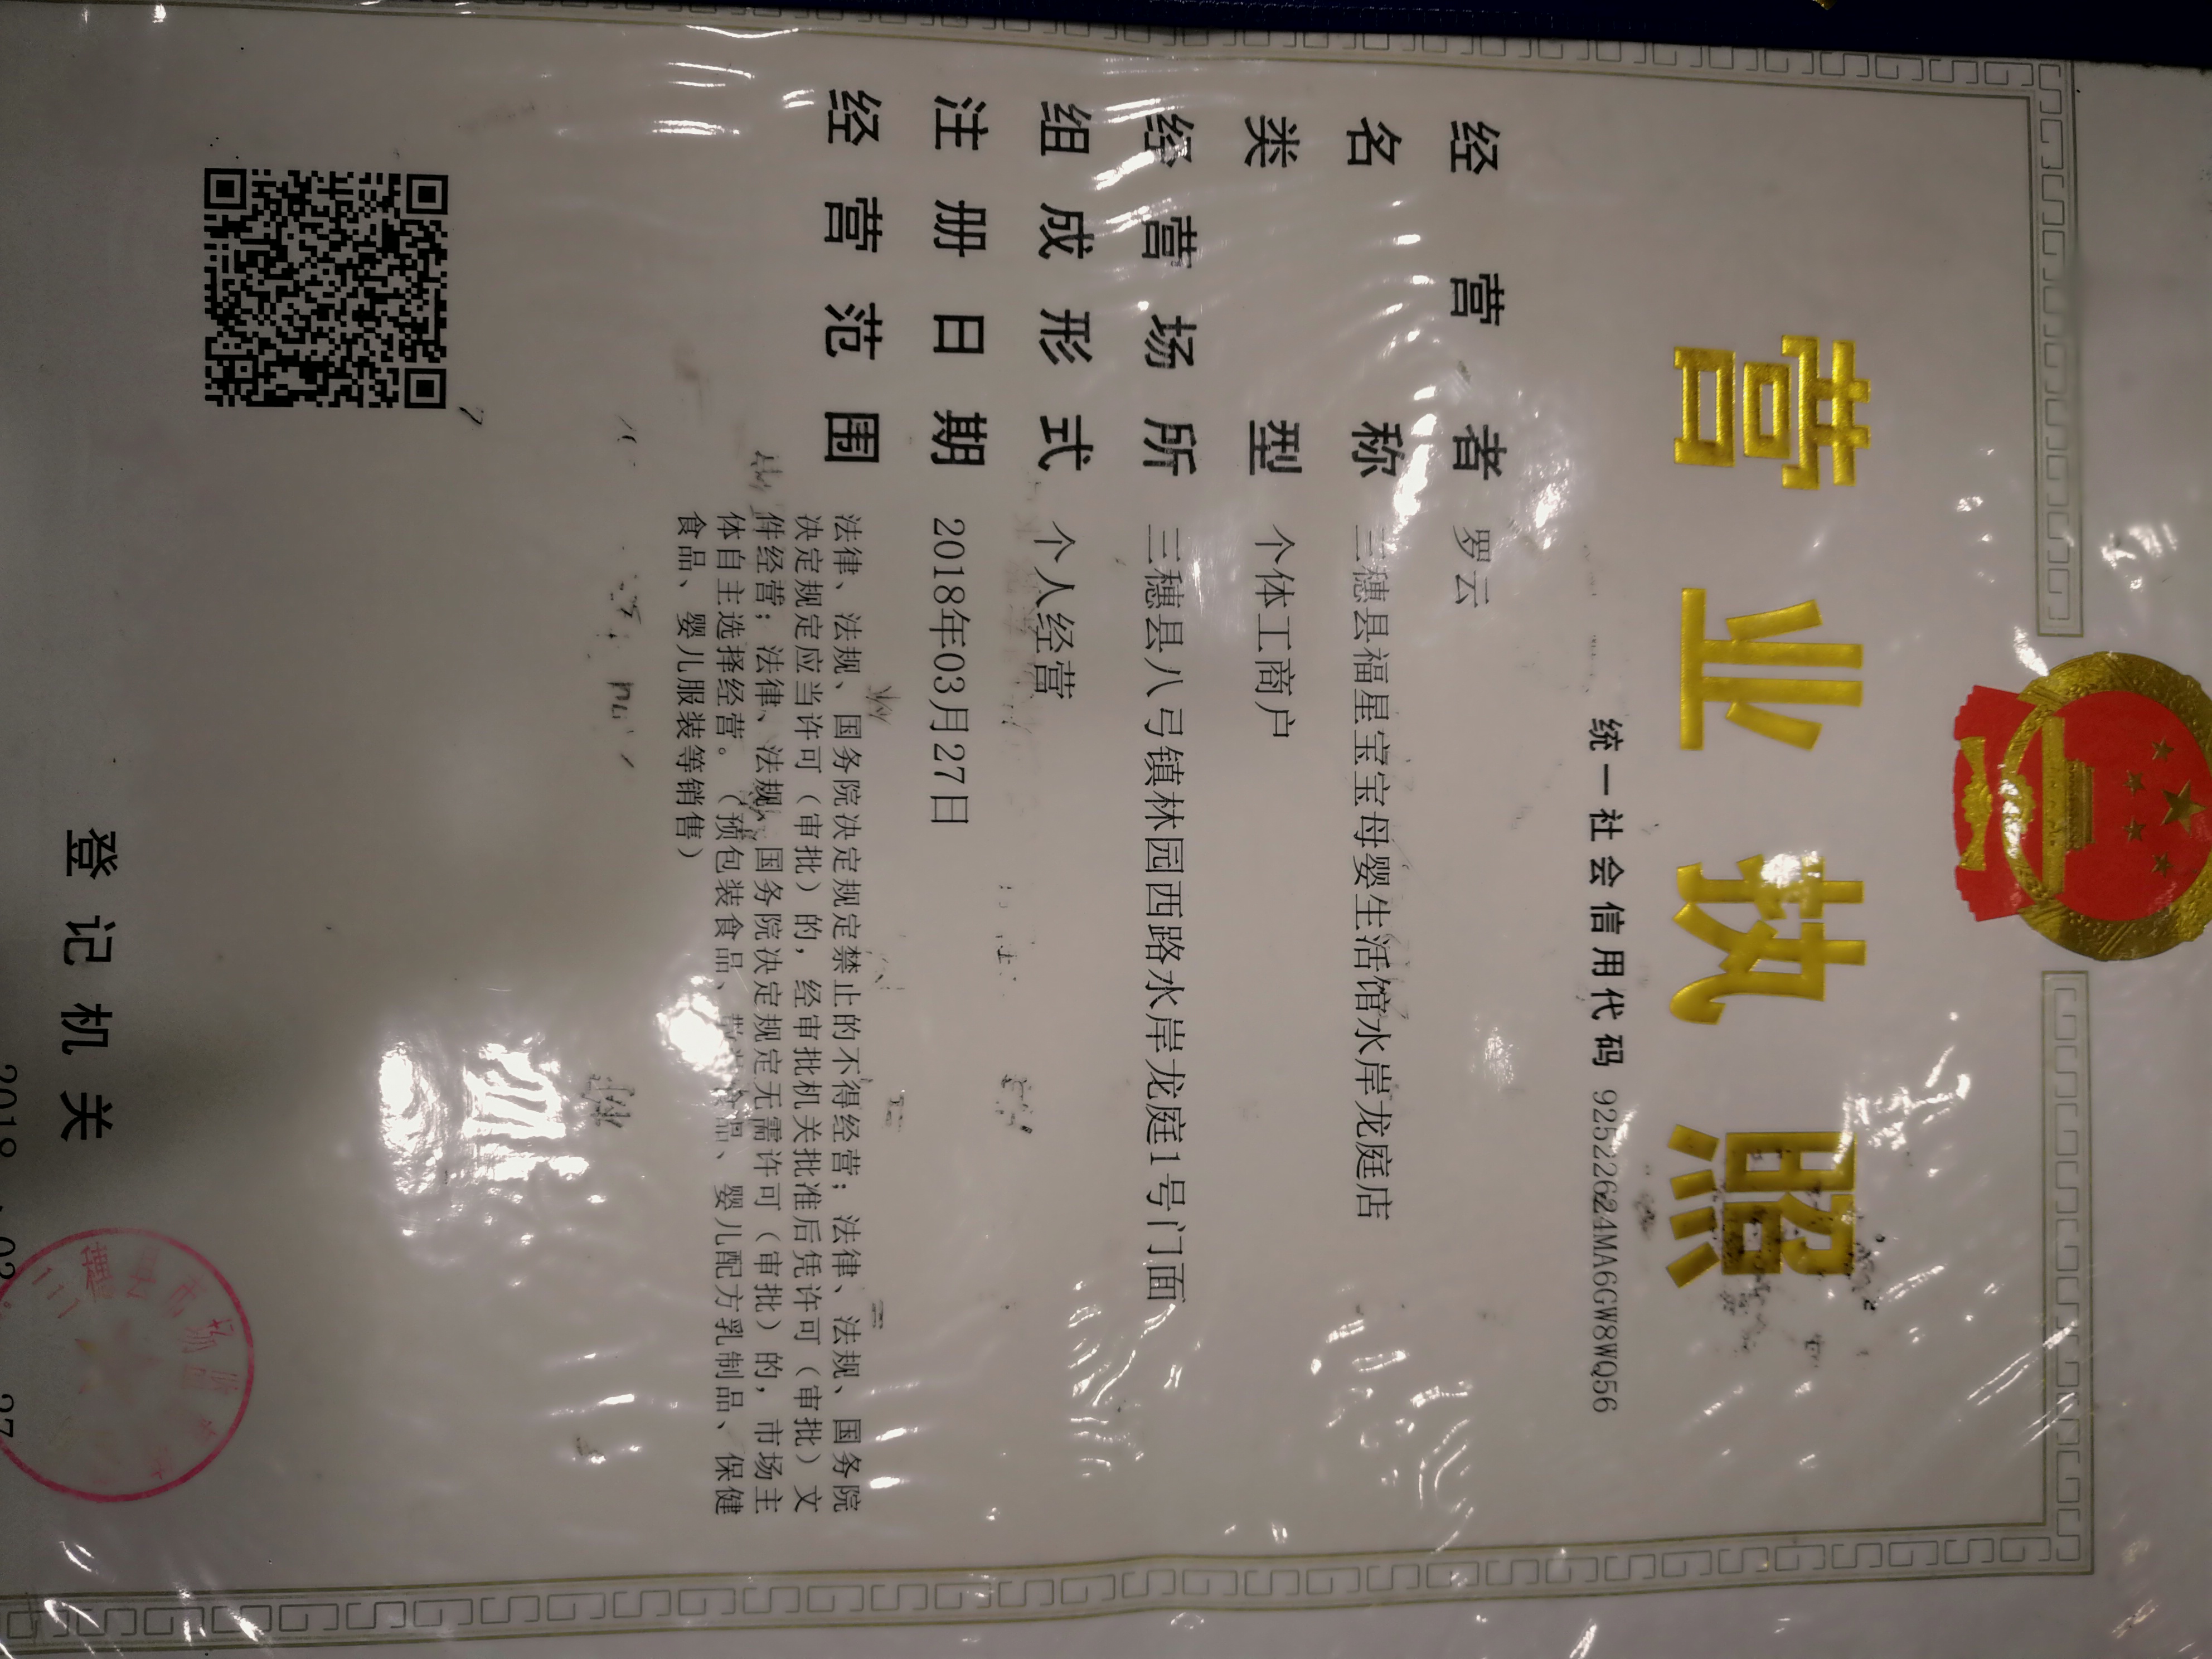 营业执照
统一社会信用代码 92522624MA6GW8WQ56
经营者 罗云
名称 三穗县福星宝宝母婴生活馆水岸龙庭店
类型 个体工商户
经营场所 三穗县八弓镇林园西路水岸龙庭1号门面
组成形式 个人经营
注册日期 2018年03月27日
经营范围 法律、法规、国务院决定规定禁止的不得经营；法律、法规、国务院
决定规定应当许可（审批）的，经审批机关批准后凭许可（审批）文
件经营；法律、法规、国务院决定规定无需许可（审批）的，市场主
体自主选择经营。（预包装食品、散装食品、婴儿配方乳制品、保健
食品、婴儿服装等销售）
登记机关
三穗县市场监
2018 03 27